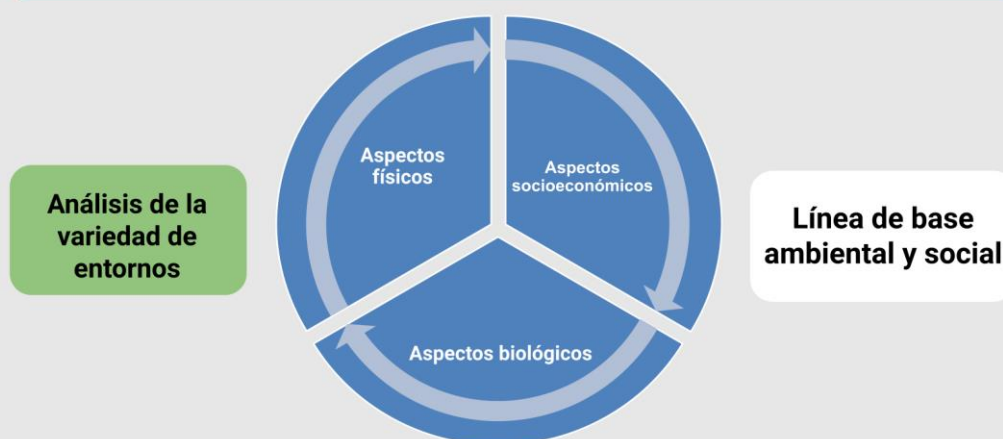 Análisis de la
variedad de
entornos
Aspectos
físicos
Aspectos
socioeconómicos
Aspectos biológicos
Línea de base
ambiental y social